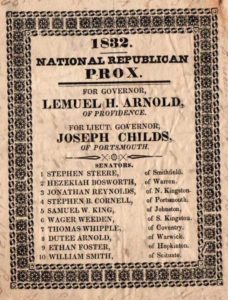 1832.
NATIONAL REPUBLICAN
PROX.
FOR GOVERNOR,
LEMUEL H. ARNOLD,
OF PROVIDENCE.
FOR LIEUT. GOVERNOR,
JOSEPH CHILDS,
OF PORTSMOUTH.
SENATORS.
1 STEPHEN STEERE, of Smithfield.
2 HEZEKIAH BOSWORTH, of Warren.
3 JONATHAN REYNOLDS, of N. Kingston.
4 STEPHEN B. CORNELL, of Portsmouth.
5 SAMUEL W. KING, of Johnston.
6 WAGER WEEDEN, of S. Kingston.
7 THOMAS WHIPPLE, of Coventry.
8 DUTEE ARNOLD, of Warwick.
9 ETHAN FOSTER, of Hopkinton.
10 WILLIAM SMITH, of Scituate.